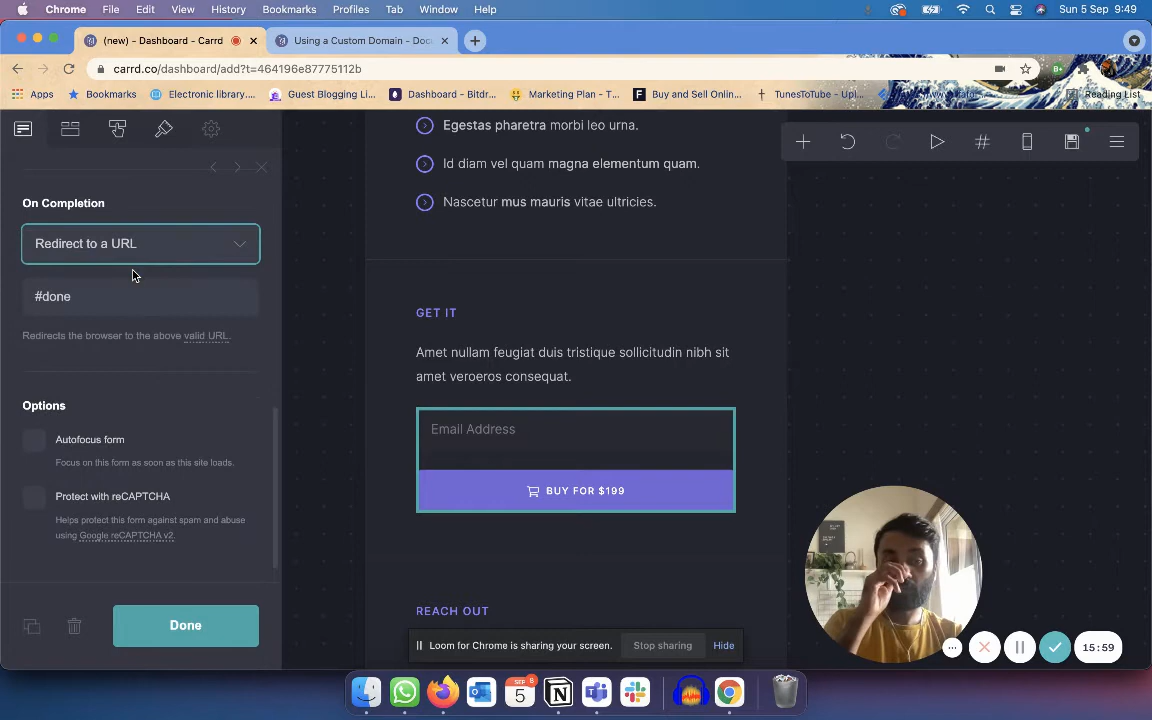 Chrome File Edit View History Bookmarks Profiles Tab Window Help Sun 5 Sep 9:49
(new) - Dashboard - Carrd
Using a Custom Domain - Doc
carrd.co/dashboard/add?t=464196e87775112b
Apps Bookmarks Electronic library.... Guest Blogging Li... Dashboard - Bitdr... Marketing Plan - T... Buy and Sell Onlin... TunesToTube - Upl... Reading List
On Completion
Redirect to a URL
#done
Redirects the browser to the above valid URL.
Options
Autofocus form
Focus on this form as soon as this site loads.
Protect with reCAPTCHA
Helps protect this form against spam and abuse
using Google reCAPTCHA v2.
Done
Egestas pharetra morbi leo urna.
Id diam vel quam magna elementum quam.
Nascetur mus mauris vitae ultricies.
GET IT
Amet nullam feugiat duis tristique sollicitudin nibh sit
amet veroeros consequat.
Email Address
BUY FOR $199
REACH OUT
Loom for Chrome is sharing your screen. Stop sharing Hide
15:59
SEP
5
6